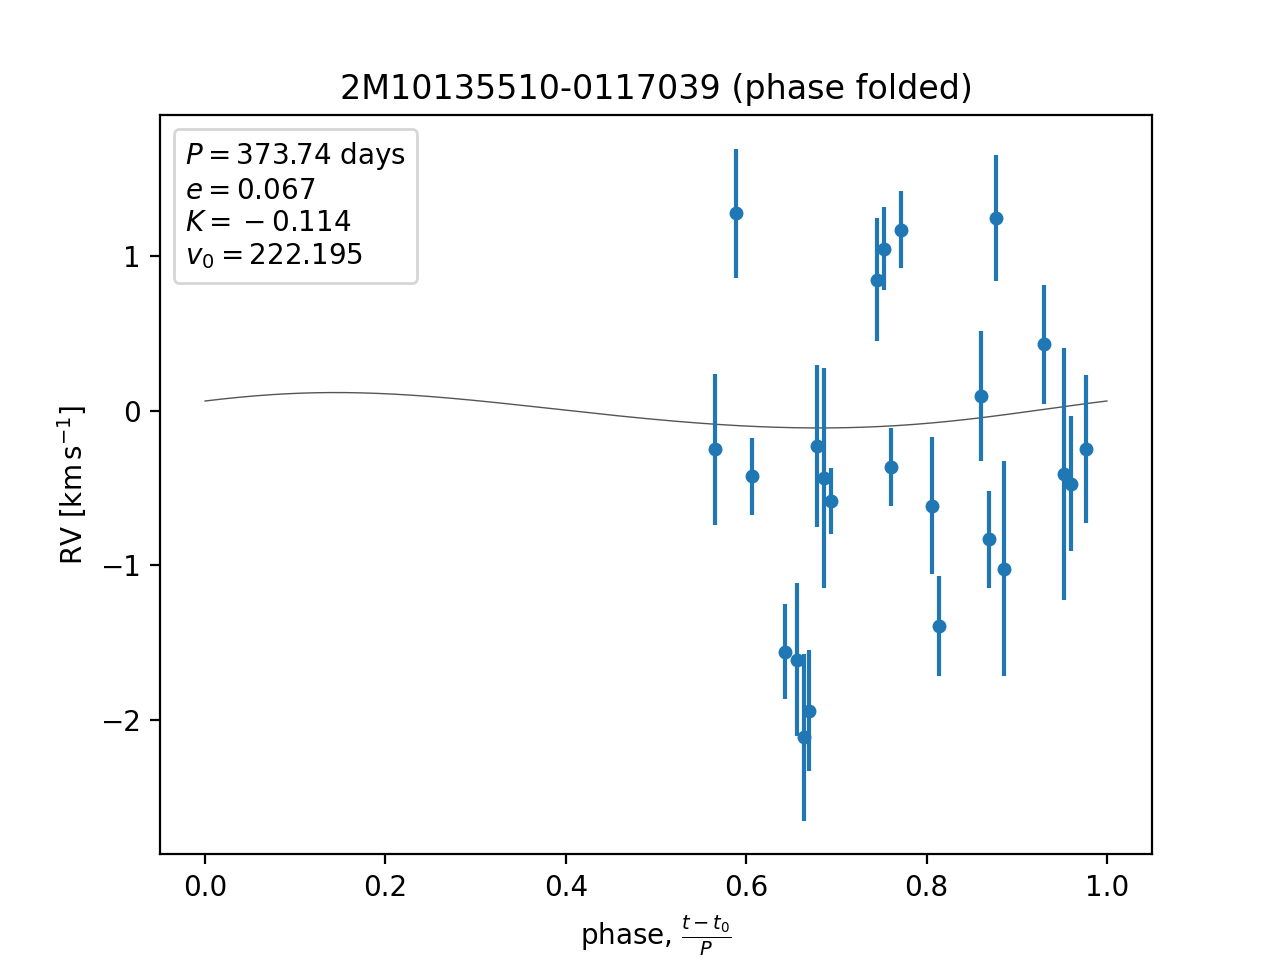 2M10135510-0117039 (phase folded)
P = 373.74 days
e = 0.067
K = −0.114
v₀ = 222.195
1
0
−1
−2
RV [km s⁻¹]
0.0 0.2 0.4 0.6 0.8 1.0
phase, (t − t₀)/P